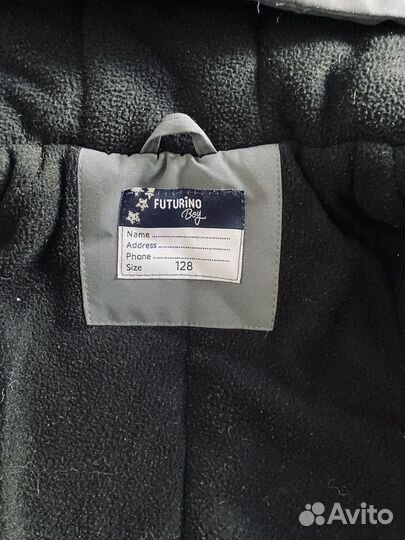 FUTURiNO
Boy
Name
Address
Phone
Size 128
Avito